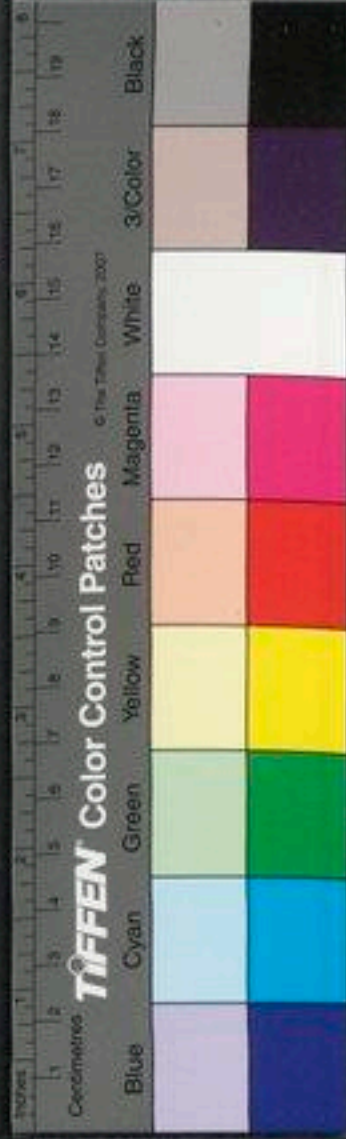 Inches 1 2 3 4 5 6 7 8
Centimetres 1 2 3 4 5 6 7 8 9 10 11 12 13 14 15 16 17 18 19
TIFFEN® Color Control Patches © The Tiffen Company, 2007
Blue Cyan Green Yellow Red Magenta White 3/Color Black